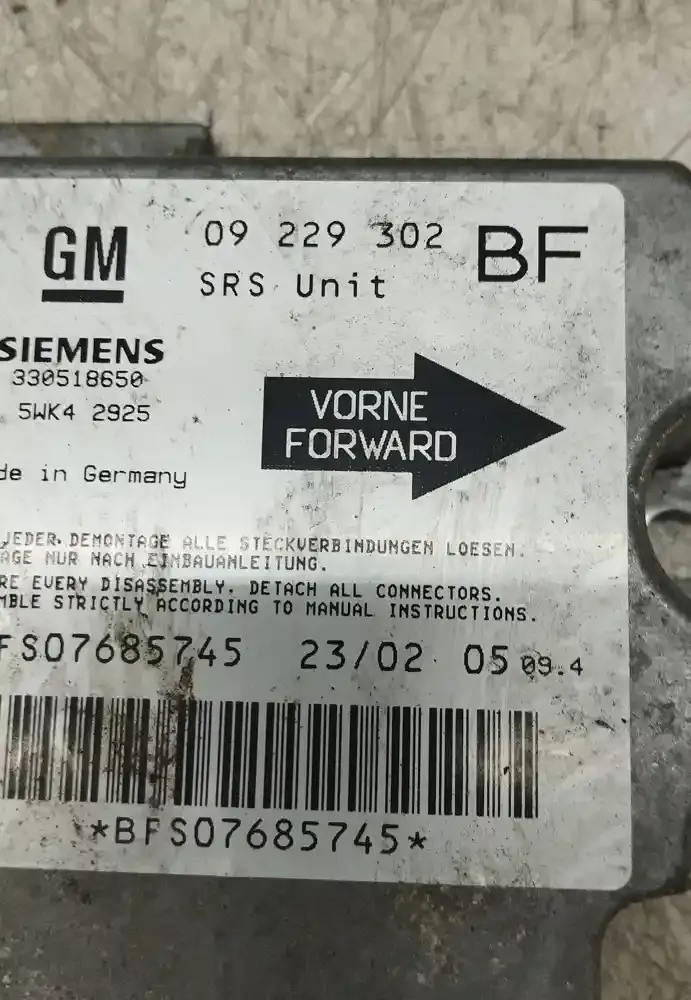 GM 09 229 302 BF
SRS Unit
SIEMENS
330518650
5WK4 2925
VORNE
FORWARD
de in Germany
JEDER. DEMONTAGE ALLE STECKVERBINDUNGEN LOESEN.
AGE NUR NACH EINBAUANLEITUNG.
RE EVERY DISASSEMBLY, DETACH ALL CONNECTORS.
MBLE STRICTLY ACCORDING TO MANUAL INSTRUCTIONS.
FS07685745 23/02 05 09.4
*BFS07685745*